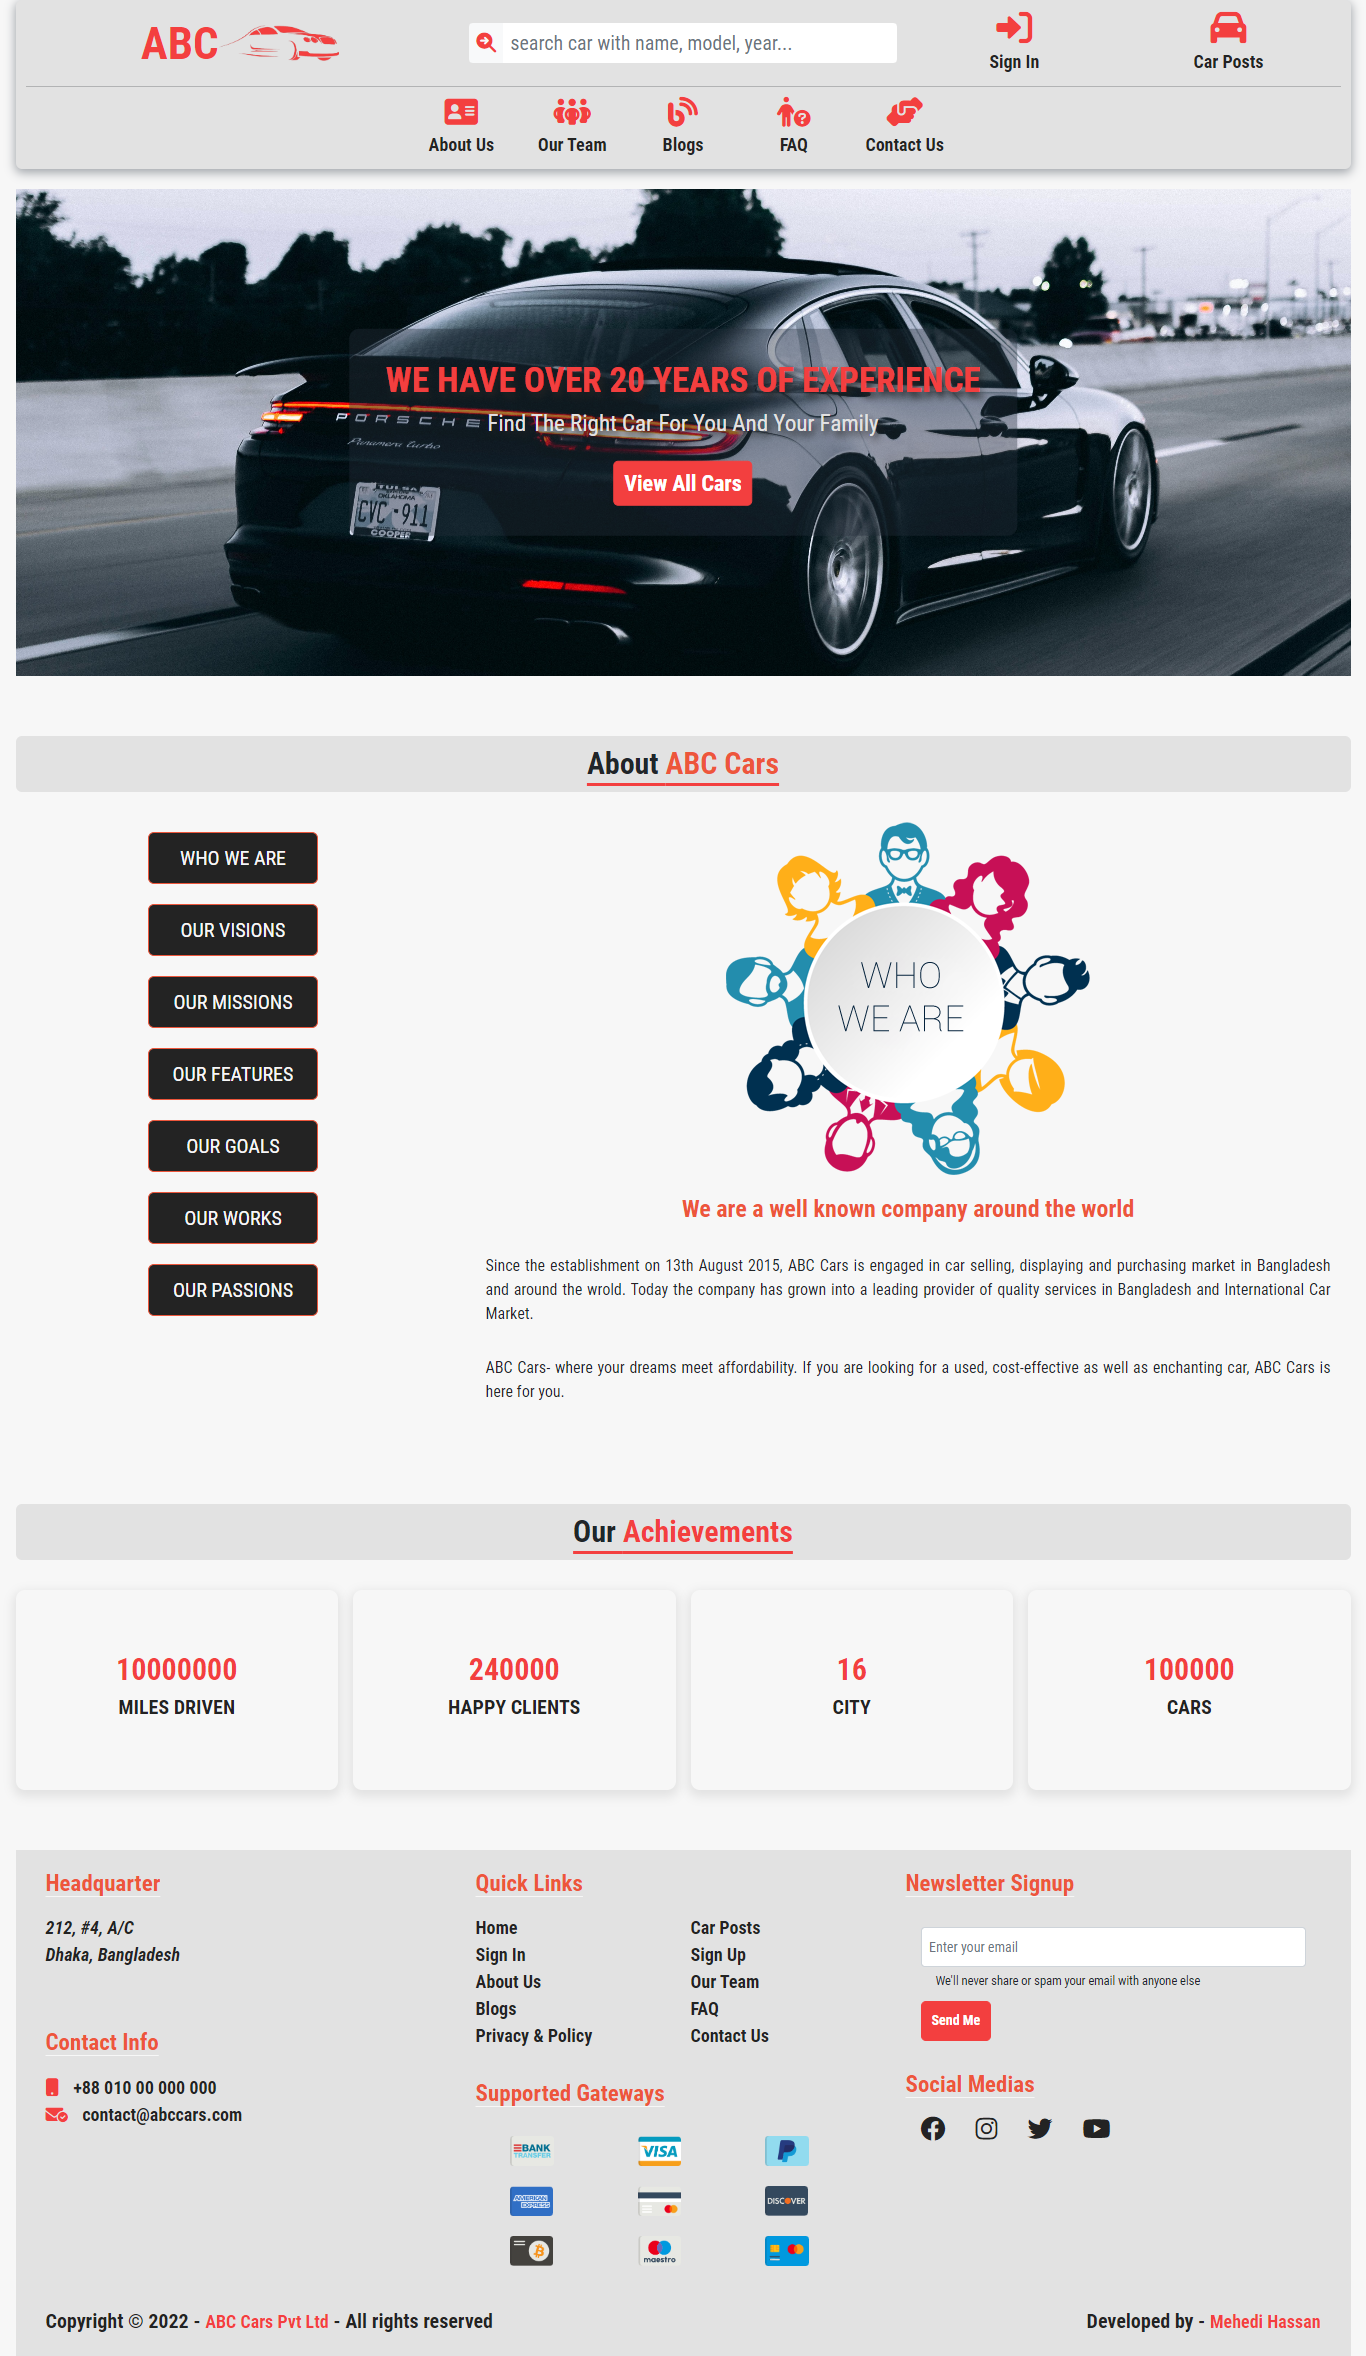 ABC
search car with name, model, year...
Sign In
Car Posts
About Us
Our Team
Blogs
FAQ
Contact Us
WE HAVE OVER 20 YEARS OF EXPERIENCE
PORSCHE
Find The Right Car For You And Your Family
Panamera turbo
View All Cars
OKLAHOMA
CVC-911
COOPER
About ABC Cars
WHO WE ARE
OUR VISIONS
OUR MISSIONS
OUR FEATURES
OUR GOALS
OUR WORKS
OUR PASSIONS
WHO
WE ARE
We are a well known company around the world
Since the establishment on 13th August 2015, ABC Cars is engaged in car selling, displaying and purchasing market in Bangladesh
and around the wrold. Today the company has grown into a leading provider of quality services in Bangladesh and International Car
Market.
ABC Cars- where your dreams meet affordability. If you are looking for a used, cost-effective as well as enchanting car, ABC Cars is
here for you.
Our Achievements
10000000
MILES DRIVEN
240000
HAPPY CLIENTS
16
CITY
100000
CARS
Headquarter
212, #4, A/C
Dhaka, Bangladesh
Contact Info
+88 010 00 000 000
contact@abccars.com
Quick Links
Home
Sign In
About Us
Blogs
Privacy & Policy
Car Posts
Sign Up
Our Team
FAQ
Contact Us
Supported Gateways
BANK
TRANSFER
VISA
AMERICAN
EXPRESS
DISCOVER
maestro
Newsletter Signup
Enter your email
We'll never share or spam your email with anyone else
Send Me
Social Medias
Copyright © 2022 - ABC Cars Pvt Ltd - All rights reserved
Developed by - Mehedi Hassan